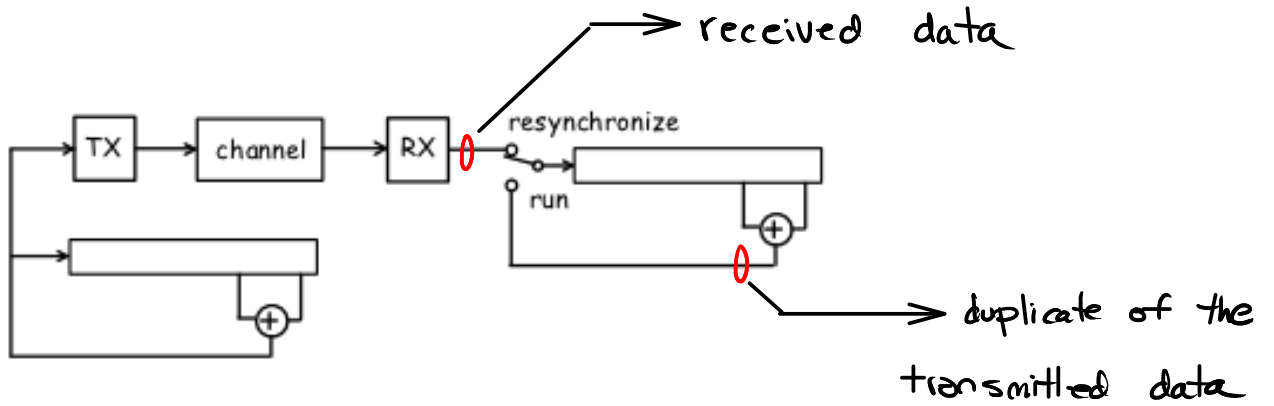 received data
resynchronize
TX
channel
RX
run
+
+
duplicate of the
transmitted data